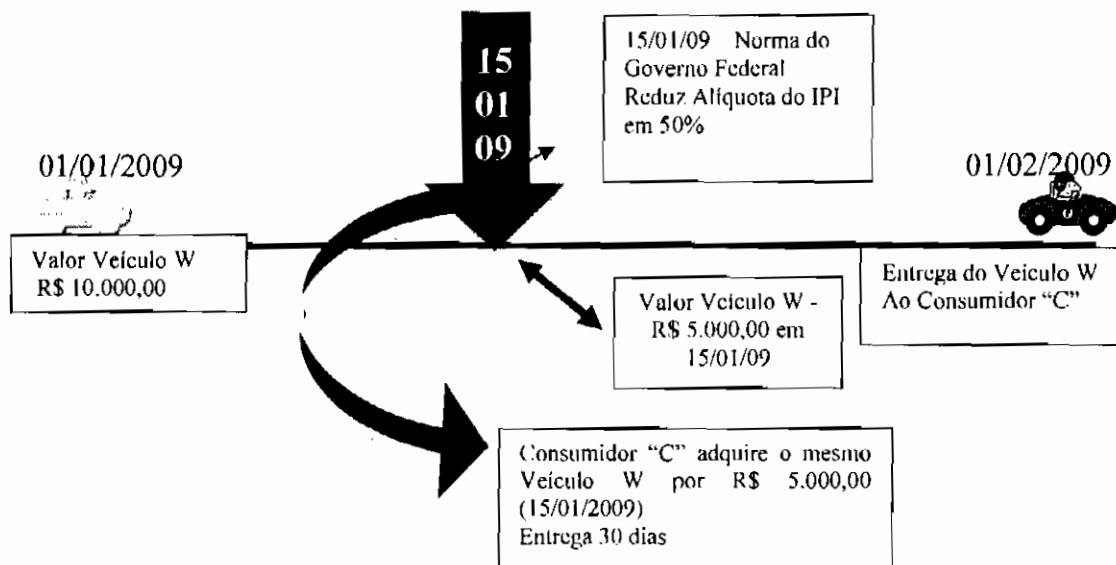 15
01
09
15/01/09 Norma do
Governo Federal
Reduz Alíquota do IPI
em 50%
01/01/2009
01/02/2009
Valor Veículo W
R$ 10.000,00
Valor Veículo W -
R$ 5.000,00 em
15/01/09
Entrega do Veículo W
Ao Consumidor “C”
Consumidor “C” adquire o mesmo
Veículo W por R$ 5.000,00
(15/01/2009)
Entrega 30 dias